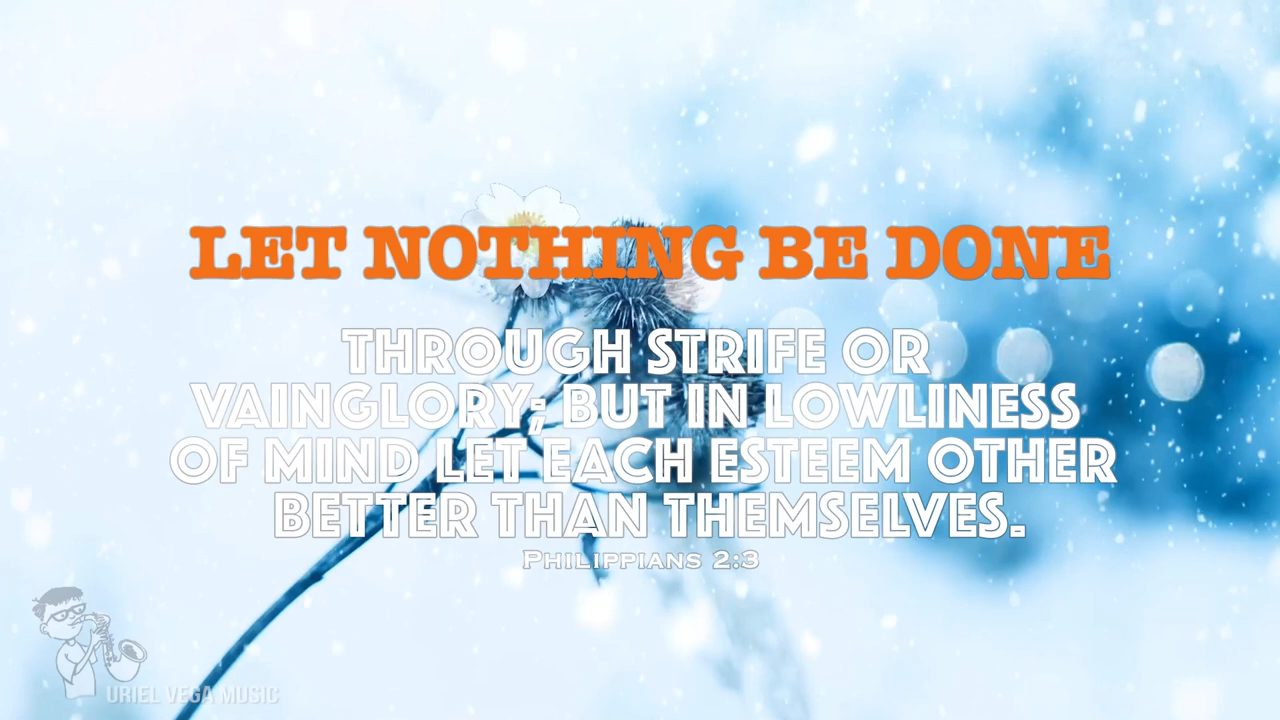 LET NOTHING BE DONE
THROUGH STRIFE OR
VAINGLORY; BUT IN LOWLINESS
OF MIND LET EACH ESTEEM OTHER
BETTER THAN THEMSELVES.
PHILIPPIANS 2:3
URIEL VEGA MUSIC